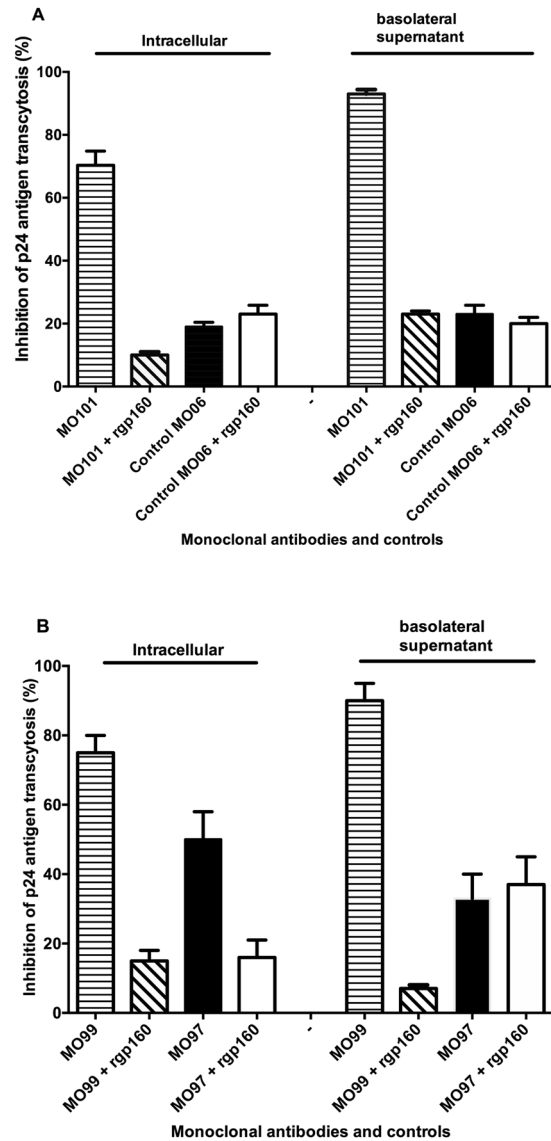 A
Intracellular
basolateral
supernatant
Inhibition of p24 antigen transcytosis (%)
100
80
60
40
20
0
MO101
MO101 + rgp160
Control MO06
Control MO06 + rgp160
-
MO101
MO101 + rgp160
Control MO06
Control MO06 + rgp160
Monoclonal antibodies and controls
B
Intracellular
basolateral
supernatant
Inhibition of p24 antigen transcytosis (%)
100
80
60
40
20
0
MO99
MO99 + rgp160
MO97
MO97 + rgp160
-
MO99
MO99 + rgp160
MO97
MO97 + rgp160
Monoclonal antibodies and controls